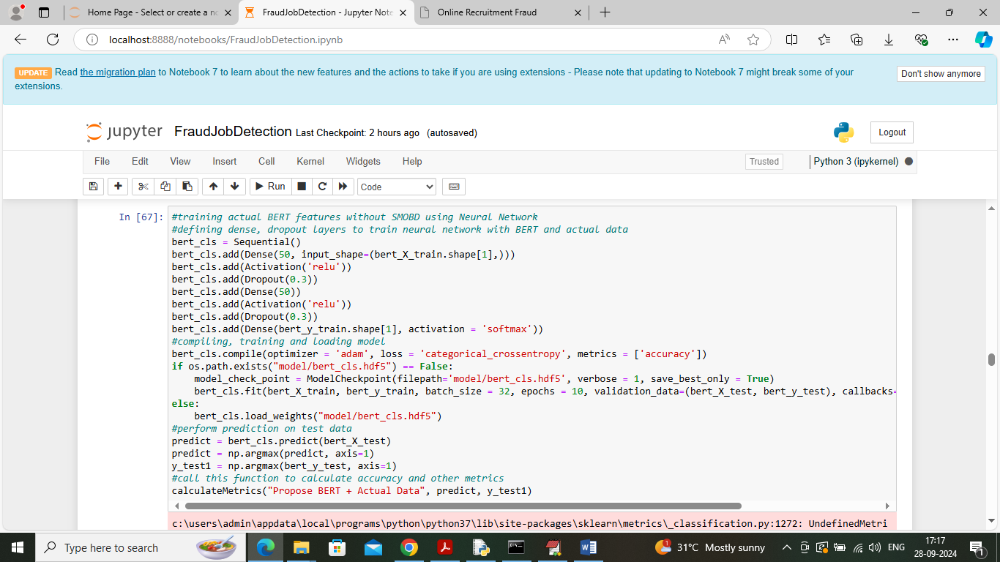 Home Page - Select or create a no
FraudJobDetection - Jupyter Note
Online Recruitment Fraud
localhost:8888/notebooks/FraudJobDetection.ipynb
UPDATE Read the migration plan to Notebook 7 to learn about the new features and the actions to take if you are using extensions - Please note that updating to Notebook 7 might break some of your
extensions.
Don't show anymore
jupyter FraudJobDetection Last Checkpoint: 2 hours ago (autosaved)
Logout
File Edit View Insert Cell Kernel Widgets Help
Trusted
Python 3 (ipykernel)
Run
Code
In [67]:
#training actual BERT features without SMOBD using Neural Network
#defining dense, dropout layers to train neural network with BERT and actual data
bert_cls = Sequential()
bert_cls.add(Dense(50, input_shape=(bert_X_train.shape[1],)))
bert_cls.add(Activation('relu'))
bert_cls.add(Dropout(0.3))
bert_cls.add(Dense(50))
bert_cls.add(Activation('relu'))
bert_cls.add(Dropout(0.3))
bert_cls.add(Dense(bert_y_train.shape[1], activation = 'softmax'))
#compiling, training and loading model
bert_cls.compile(optimizer = 'adam', loss = 'categorical_crossentropy', metrics = ['accuracy'])
if os.path.exists("model/bert_cls.hdf5") == False:
    model_check_point = ModelCheckpoint(filepath='model/bert_cls.hdf5', verbose = 1, save_best_only = True)
    bert_cls.fit(bert_X_train, bert_y_train, batch_size = 32, epochs = 10, validation_data=(bert_X_test, bert_y_test), callbacks=
else:
    bert_cls.load_weights("model/bert_cls.hdf5")
#perform prediction on test data
predict = bert_cls.predict(bert_X_test)
predict = np.argmax(predict, axis=1)
y_test1 = np.argmax(bert_y_test, axis=1)
#call this function to calculate accuracy and other metrics
calculateMetrics("Propose BERT + Actual Data", predict, y_test1)
c:\users\admin\appdata\local\programs\python\python37\lib\site-packages\sklearn\metrics\_classification.py:1272: UndefinedMetri
Type here to search
1
31°C Mostly sunny
ENG
17:17
28-09-2024
1